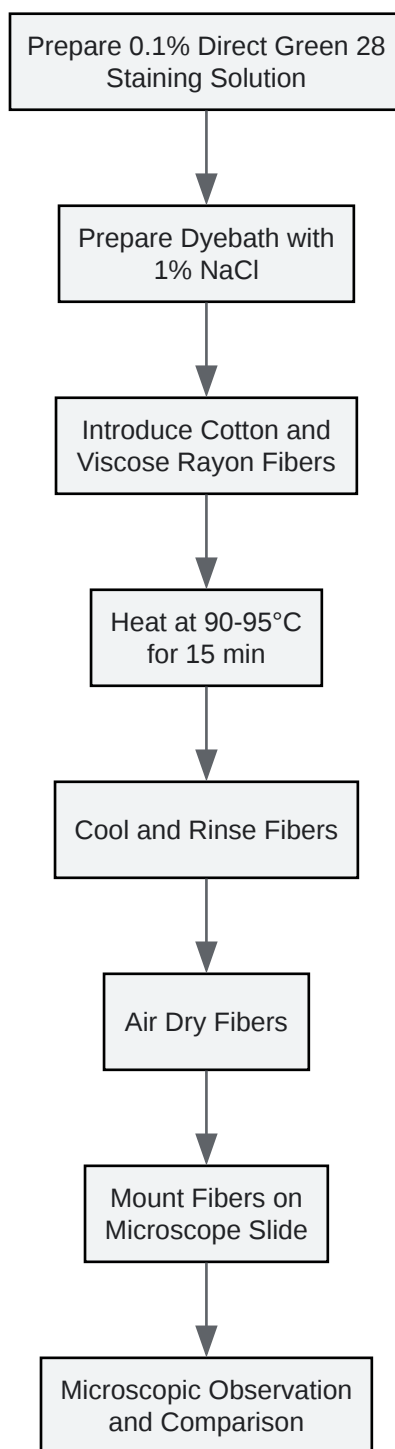 Prepare 0.1% Direct Green 28
Staining Solution
Prepare Dyebath with
1% NaCl
Introduce Cotton and
Viscose Rayon Fibers
Heat at 90-95°C
for 15 min
Cool and Rinse Fibers
Air Dry Fibers
Mount Fibers on
Microscope Slide
Microscopic Observation
and Comparison